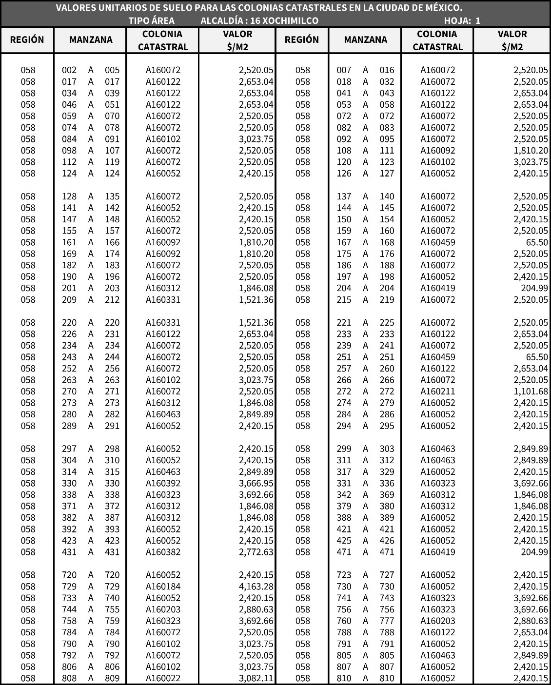 VALORES UNITARIOS DE SUELO PARA LAS COLONIAS CATASTRALES EN LA CIUDAD DE MÉXICO.
TIPO ÁREA ALCALDÍA : 16 XOCHIMILCO HOJA: 1
REGIÓN MANZANA COLONIA CATASTRAL VALOR $/M2 REGIÓN MANZANA COLONIA CATASTRAL VALOR $/M2
058 002 A 005 A160072 2,520.05 058 007 A 016 A160072 2,520.05
058 017 A 017 A160122 2,653.04 058 018 A 032 A160072 2,520.05
058 034 A 039 A160122 2,653.04 058 041 A 043 A160122 2,653.04
058 046 A 051 A160122 2,653.04 058 053 A 058 A160122 2,653.04
058 059 A 070 A160072 2,520.05 058 072 A 072 A160072 2,520.05
058 074 A 078 A160072 2,520.05 058 082 A 083 A160072 2,520.05
058 084 A 091 A160102 3,023.75 058 092 A 095 A160072 2,520.05
058 098 A 107 A160072 2,520.05 058 108 A 111 A160092 1,810.20
058 112 A 119 A160072 2,520.05 058 120 A 123 A160102 3,023.75
058 124 A 124 A160052 2,420.15 058 126 A 127 A160052 2,420.15
058 128 A 135 A160072 2,520.05 058 137 A 140 A160072 2,520.05
058 141 A 142 A160052 2,420.15 058 144 A 145 A160072 2,520.05
058 147 A 148 A160052 2,420.15 058 150 A 154 A160052 2,420.15
058 155 A 157 A160072 2,520.05 058 159 A 160 A160072 2,520.05
058 161 A 166 A160092 1,810.20 058 167 A 168 A160459 65.50
058 169 A 174 A160092 1,810.20 058 175 A 176 A160072 2,520.05
058 182 A 183 A160072 2,520.05 058 186 A 188 A160072 2,520.05
058 190 A 196 A160072 2,520.05 058 197 A 198 A160052 2,420.15
058 201 A 203 A160312 1,846.08 058 204 A 204 A160419 204.99
058 209 A 212 A160331 1,521.36 058 215 A 219 A160072 2,520.05
058 220 A 220 A160331 1,521.36 058 221 A 225 A160072 2,520.05
058 226 A 231 A160122 2,653.04 058 233 A 233 A160122 2,653.04
058 234 A 234 A160072 2,520.05 058 239 A 241 A160072 2,520.05
058 243 A 244 A160072 2,520.05 058 251 A 251 A160459 65.50
058 252 A 256 A160072 2,520.05 058 257 A 260 A160122 2,653.04
058 263 A 263 A160102 3,023.75 058 266 A 266 A160072 2,520.05
058 270 A 271 A160072 2,520.05 058 272 A 272 A160211 1,101.68
058 273 A 273 A160312 1,846.08 058 274 A 279 A160052 2,420.15
058 280 A 282 A160463 2,849.89 058 284 A 286 A160052 2,420.15
058 289 A 291 A160052 2,420.15 058 294 A 295 A160052 2,420.15
058 297 A 298 A160052 2,420.15 058 299 A 303 A160463 2,849.89
058 304 A 310 A160052 2,420.15 058 311 A 312 A160463 2,849.89
058 314 A 315 A160463 2,849.89 058 317 A 329 A160052 2,420.15
058 330 A 330 A160392 3,666.95 058 331 A 336 A160323 3,692.66
058 338 A 338 A160323 3,692.66 058 342 A 369 A160312 1,846.08
058 371 A 372 A160312 1,846.08 058 379 A 380 A160312 1,846.08
058 382 A 387 A160312 1,846.08 058 388 A 389 A160052 2,420.15
058 392 A 393 A160052 2,420.15 058 421 A 421 A160052 2,420.15
058 423 A 423 A160052 2,420.15 058 425 A 426 A160052 2,420.15
058 431 A 431 A160382 2,772.63 058 471 A 471 A160419 204.99
058 720 A 720 A160052 2,420.15 058 723 A 727 A160052 2,420.15
058 729 A 729 A160184 4,163.28 058 730 A 730 A160052 2,420.15
058 733 A 740 A160052 2,420.15 058 741 A 743 A160323 3,692.66
058 744 A 755 A160203 2,880.63 058 756 A 756 A160323 3,692.66
058 758 A 759 A160323 3,692.66 058 760 A 777 A160203 2,880.63
058 784 A 784 A160072 2,520.05 058 788 A 788 A160122 2,653.04
058 790 A 790 A160102 3,023.75 058 791 A 791 A160052 2,420.15
058 792 A 792 A160072 2,520.05 058 805 A 805 A160463 2,849.89
058 806 A 806 A160102 3,023.75 058 807 A 807 A160052 2,420.15
058 808 A 809 A160022 3,082.11 058 810 A 810 A160052 2,420.15